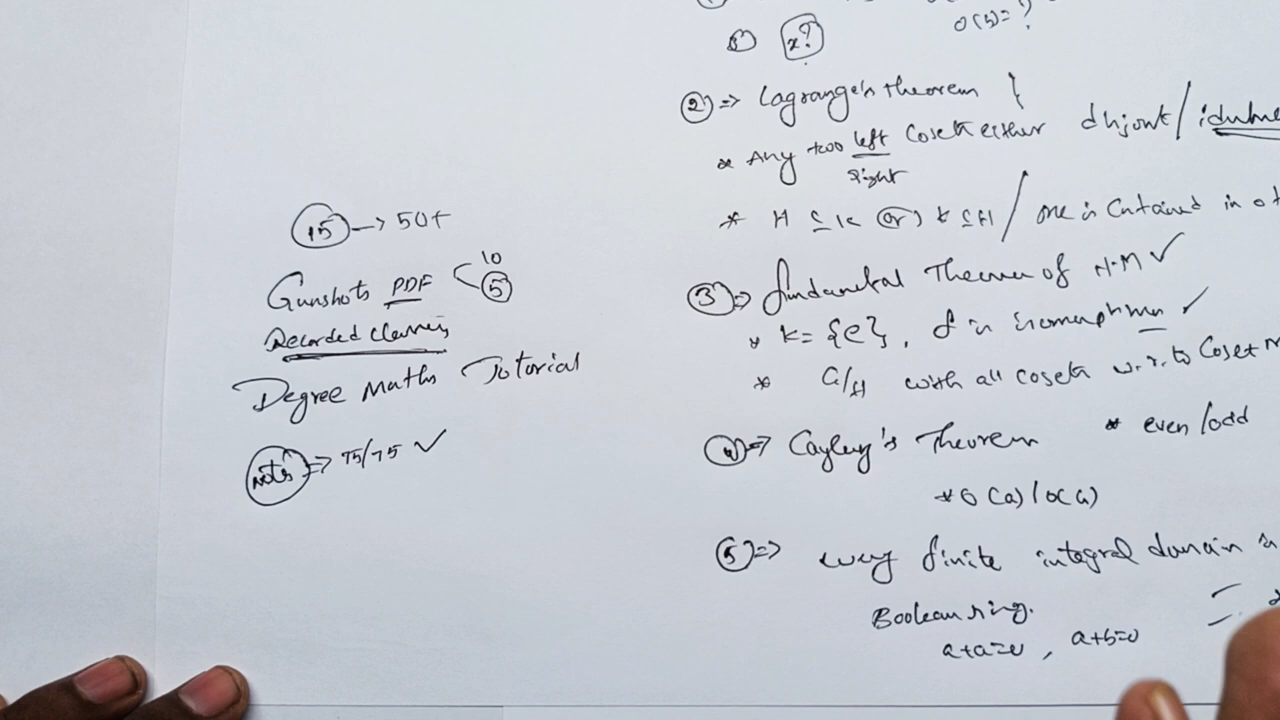 o(b)=?
x?
② => Lagrange's theorem
* Any two left Cosets either disjoint/
right
* H ⊆ K (or) K ⊆ H / one is Contained in
③ => fundamental Theorem of H.M ✓
* K = {e}, f is isomorphism ✓
* G/H with all cosets w.r.to Coset
④ => Cayley's Theorem * even/odd
* O(a) / O(G)
⑤ => every finite integral domain is
Boolean ring.
a+a=0, a+b=0
15 -> 50+
Gunshots PDF < 10
5
Recorded classes
Degree Maths Tutorial
Notes => 75/75 ✓